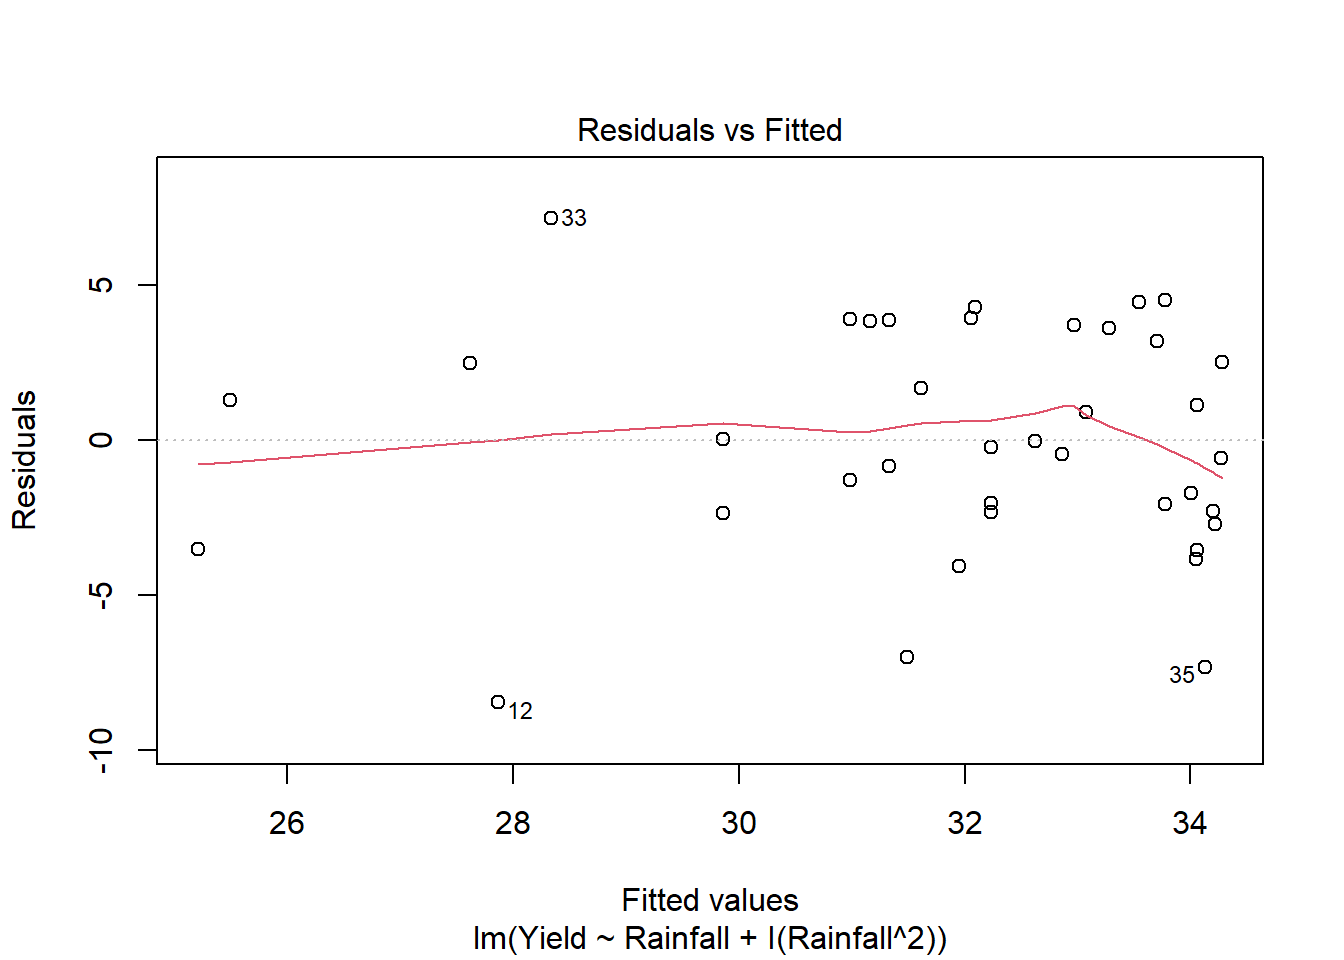 Residuals vs Fitted
Residuals
5
0
-5
-10
33
12
35
26 28 30 32 34
Fitted values
lm(Yield ~ Rainfall + I(Rainfall^2))